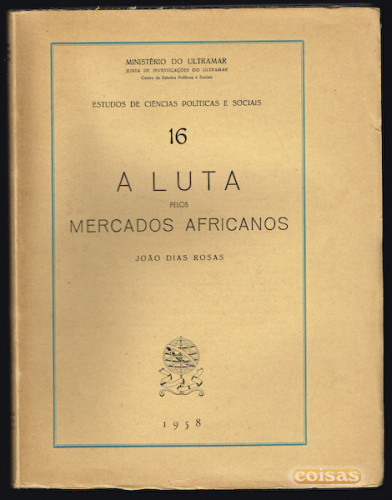 MINISTÉRIO DO ULTRAMAR
JUNTA DE INVESTIGAÇÕES DO ULTRAMAR
Centro de Estudos Políticos e Sociais
ESTUDOS DE CIÊNCIAS POLÍTICAS E SOCIAIS
16
A LUTA
PELOS
MERCADOS AFRICANOS
JOÃO DIAS ROSAS
1958
coisas